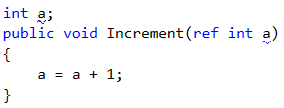 int a;
public void Increment(ref int a)
{
    a = a + 1;
}